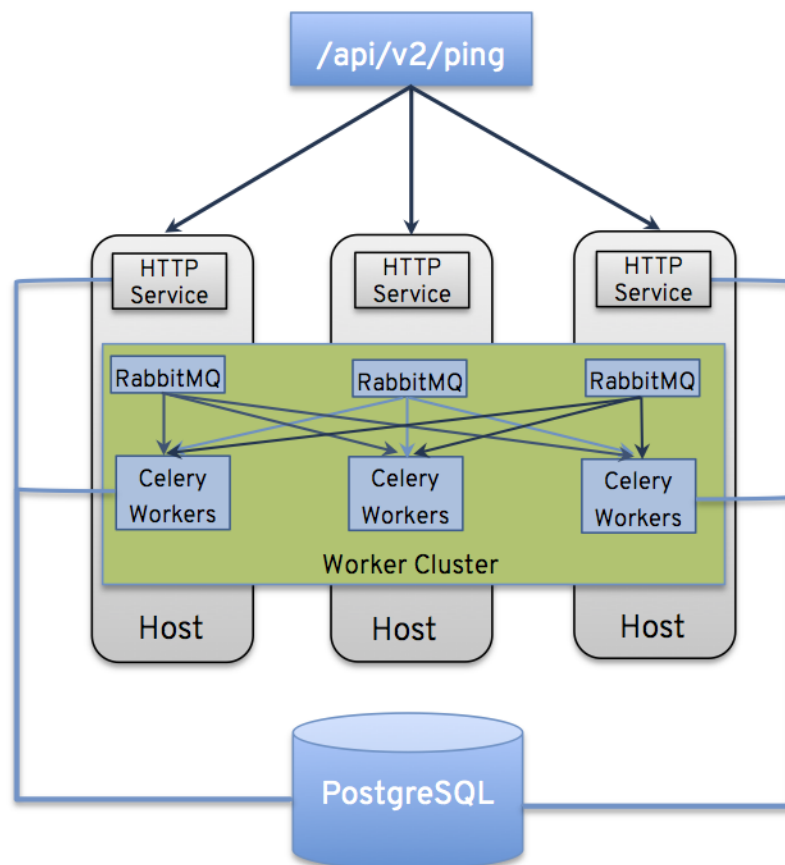 /api/v2/ping
HTTP
Service
HTTP
Service
HTTP
Service
RabbitMQ
RabbitMQ
RabbitMQ
Celery
Workers
Celery
Workers
Celery
Workers
Worker Cluster
Host
Host
Host
PostgreSQL